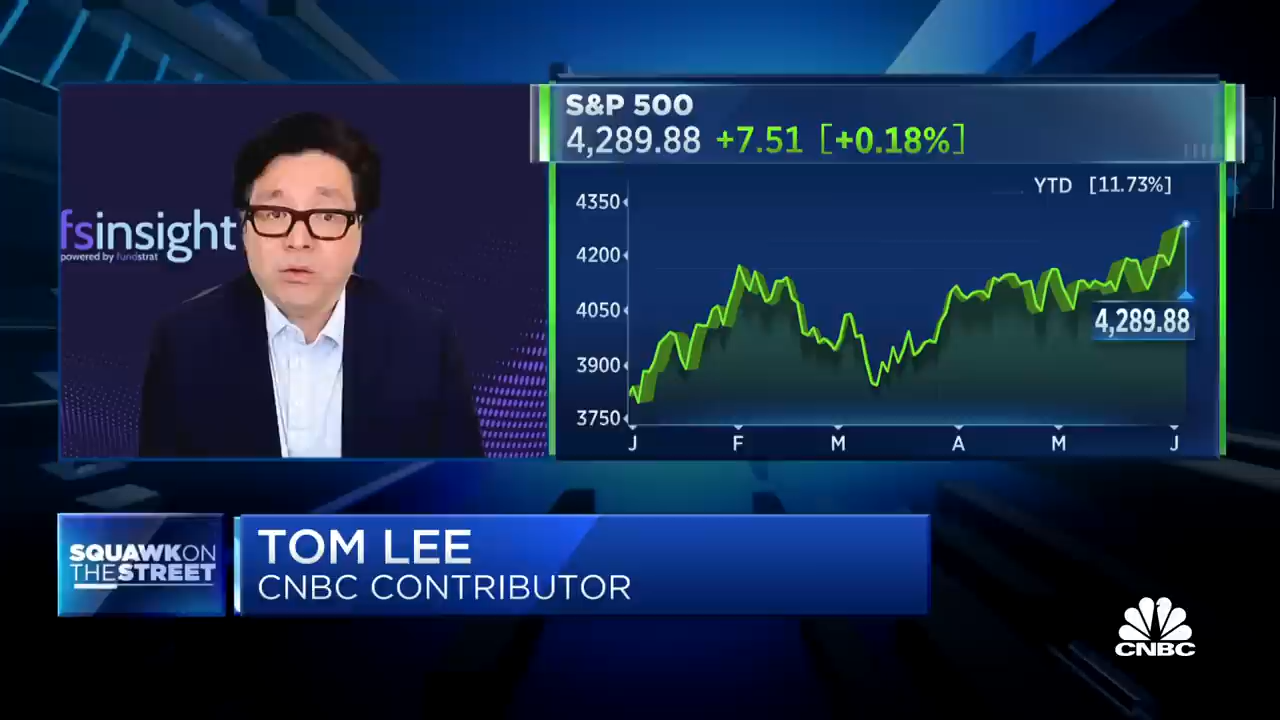 fsinsight
powered by fundstrat
S&P 500
4,289.88 +7.51 [+0.18%]
YTD [11.73%]
4350
4200
4050
3900
3750
4,289.88
J F M A M J
SQUAWK ON
THE STREET
TOM LEE
CNBC CONTRIBUTOR
CNBC